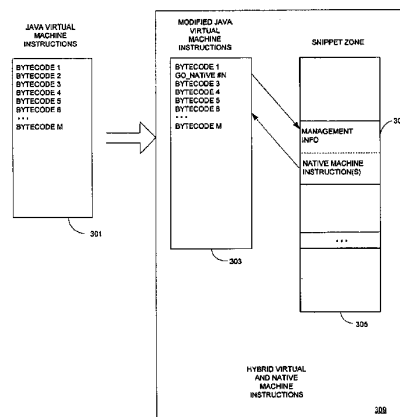 JAVA VIRTUAL
MACHINE
INSTRUCTIONS
BYTECODE 1
BYTECODE 2
BYTECODE 3
BYTECODE 4
BYTECODE 5
BYTECODE 6
...
BYTECODE M
301
MODIFIED JAVA
VIRTUAL
MACHINE
INSTRUCTIONS
BYTECODE 1
GO_NATIVE #N
BYTECODE 3
BYTECODE 4
BYTECODE 5
BYTECODE 6
...
BYTECODE M
303
SNIPPET ZONE
MANAGEMENT
INFO
NATIVE MACHINE
INSTRUCTION(S)
...
305
HYBRID VIRTUAL
AND NATIVE
MACHINE
INSTRUCTIONS
309